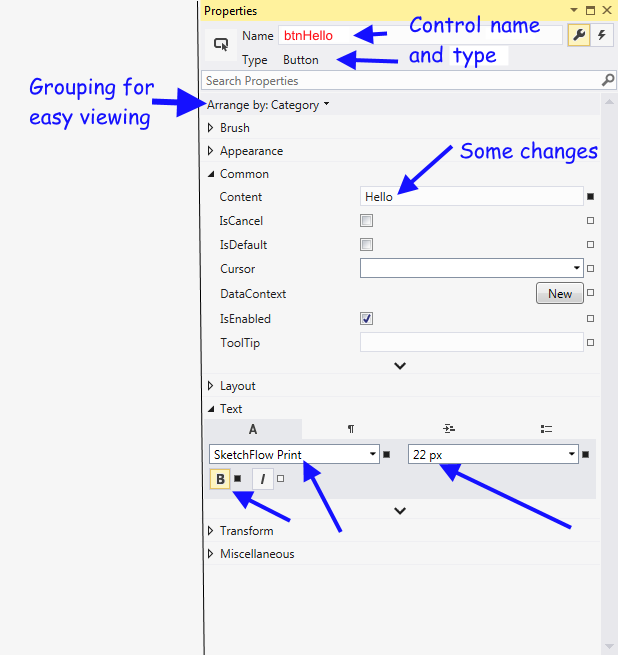 Properties
Name btnHello
Control name
and type
Type Button
Search Properties
Grouping for
easy viewing
Arrange by: Category
Brush
Appearance
Some changes
Common
Content Hello
IsCancel
IsDefault
Cursor
DataContext New
IsEnabled
ToolTip
Layout
Text
A ¶
SketchFlow Print 22 px
B I
Transform
Miscellaneous